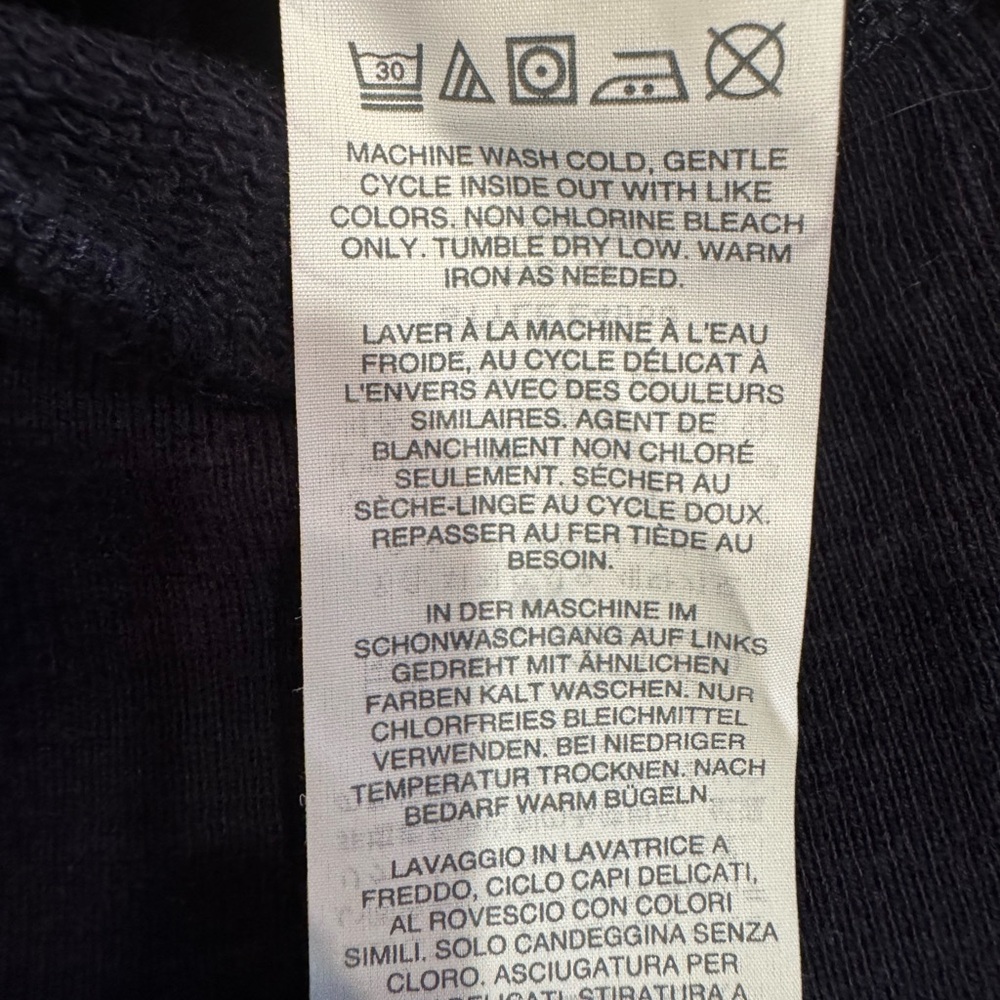 30
MACHINE WASH COLD, GENTLE
CYCLE INSIDE OUT WITH LIKE
COLORS. NON CHLORINE BLEACH
ONLY. TUMBLE DRY LOW. WARM
IRON AS NEEDED.
LAVER À LA MACHINE À L'EAU
FROIDE, AU CYCLE DÉLICAT À
L'ENVERS AVEC DES COULEURS
SIMILAIRES. AGENT DE
BLANCHIMENT NON CHLORÉ
SEULEMENT. SÉCHER AU
SÈCHE-LINGE AU CYCLE DOUX.
REPASSER AU FER TIÈDE AU
BESOIN.
IN DER MASCHINE IM
SCHONWASCHGANG AUF LINKS
GEDREHT MIT ÄHNLICHEN
FARBEN KALT WASCHEN. NUR
CHLORFREIES BLEICHMITTEL
VERWENDEN. BEI NIEDRIGER
TEMPERATUR TROCKNEN. NACH
BEDARF WARM BÜGELN.
LAVAGGIO IN LAVATRICE A
FREDDO, CICLO CAPI DELICATI,
AL ROVESCIO CON COLORI
SIMILI. SOLO CANDEGGINA SENZA
CLORO. ASCIUGATURA PER
STIRATURA A